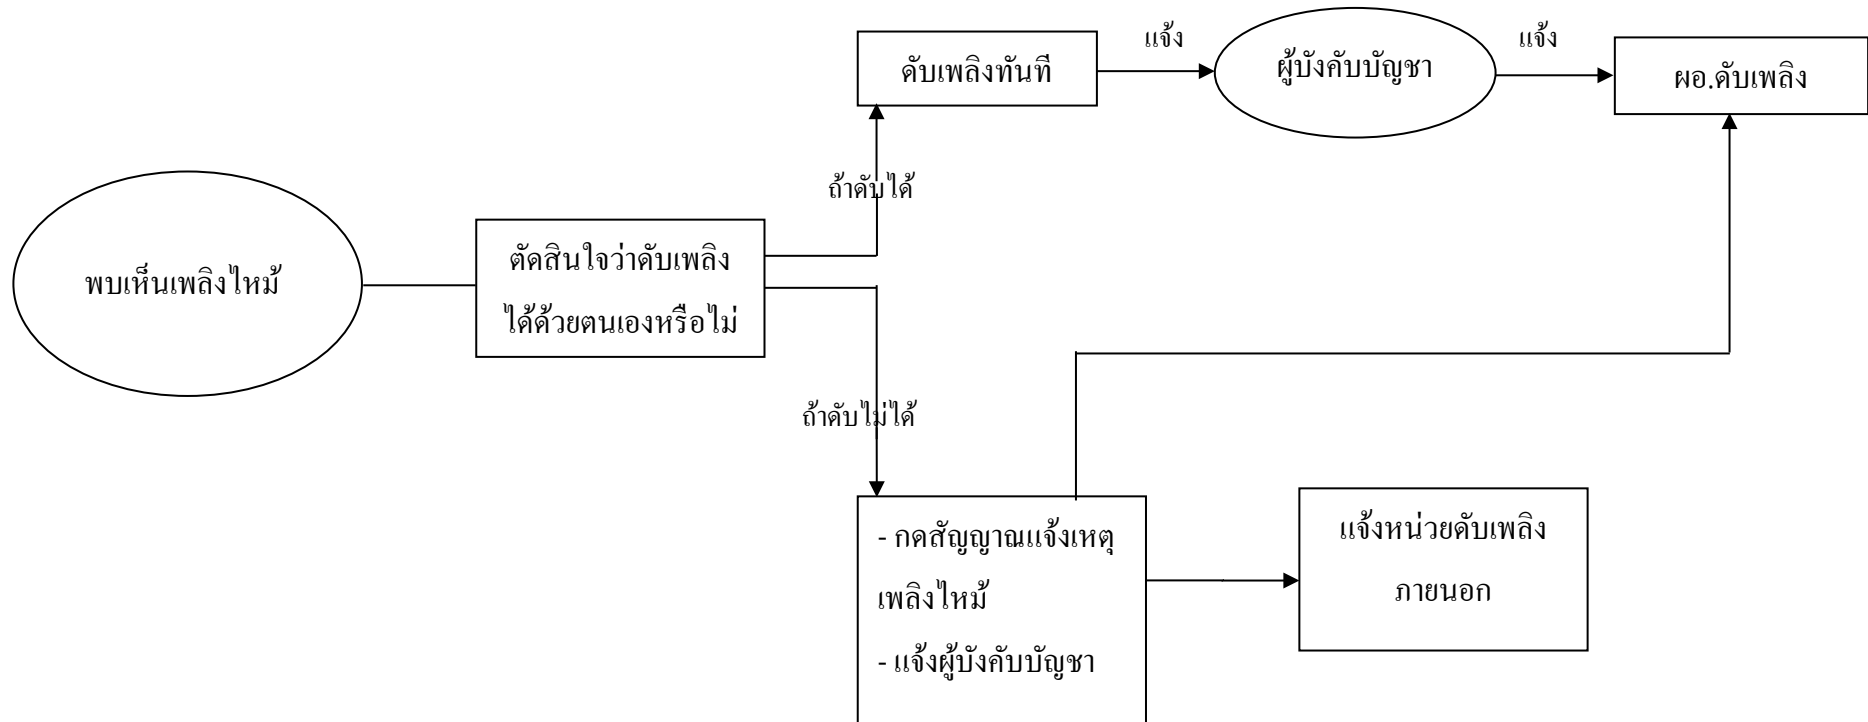 แจ้ง
แจ้ง
ดับเพลิงทันที
ผู้บังคับบัญชา
ผอ.ดับเพลิง
ถ้าดับได้
พบเห็นเพลิงไหม้
ตัดสินใจว่าดับเพลิง
ได้ด้วยตนเองหรือไม่
ถ้าดับไม่ได้
- กดสัญญาณแจ้งเหตุ
เพลิงไหม้
- แจ้งผู้บังคับบัญชา
แจ้งหน่วยดับเพลิง
ภายนอก